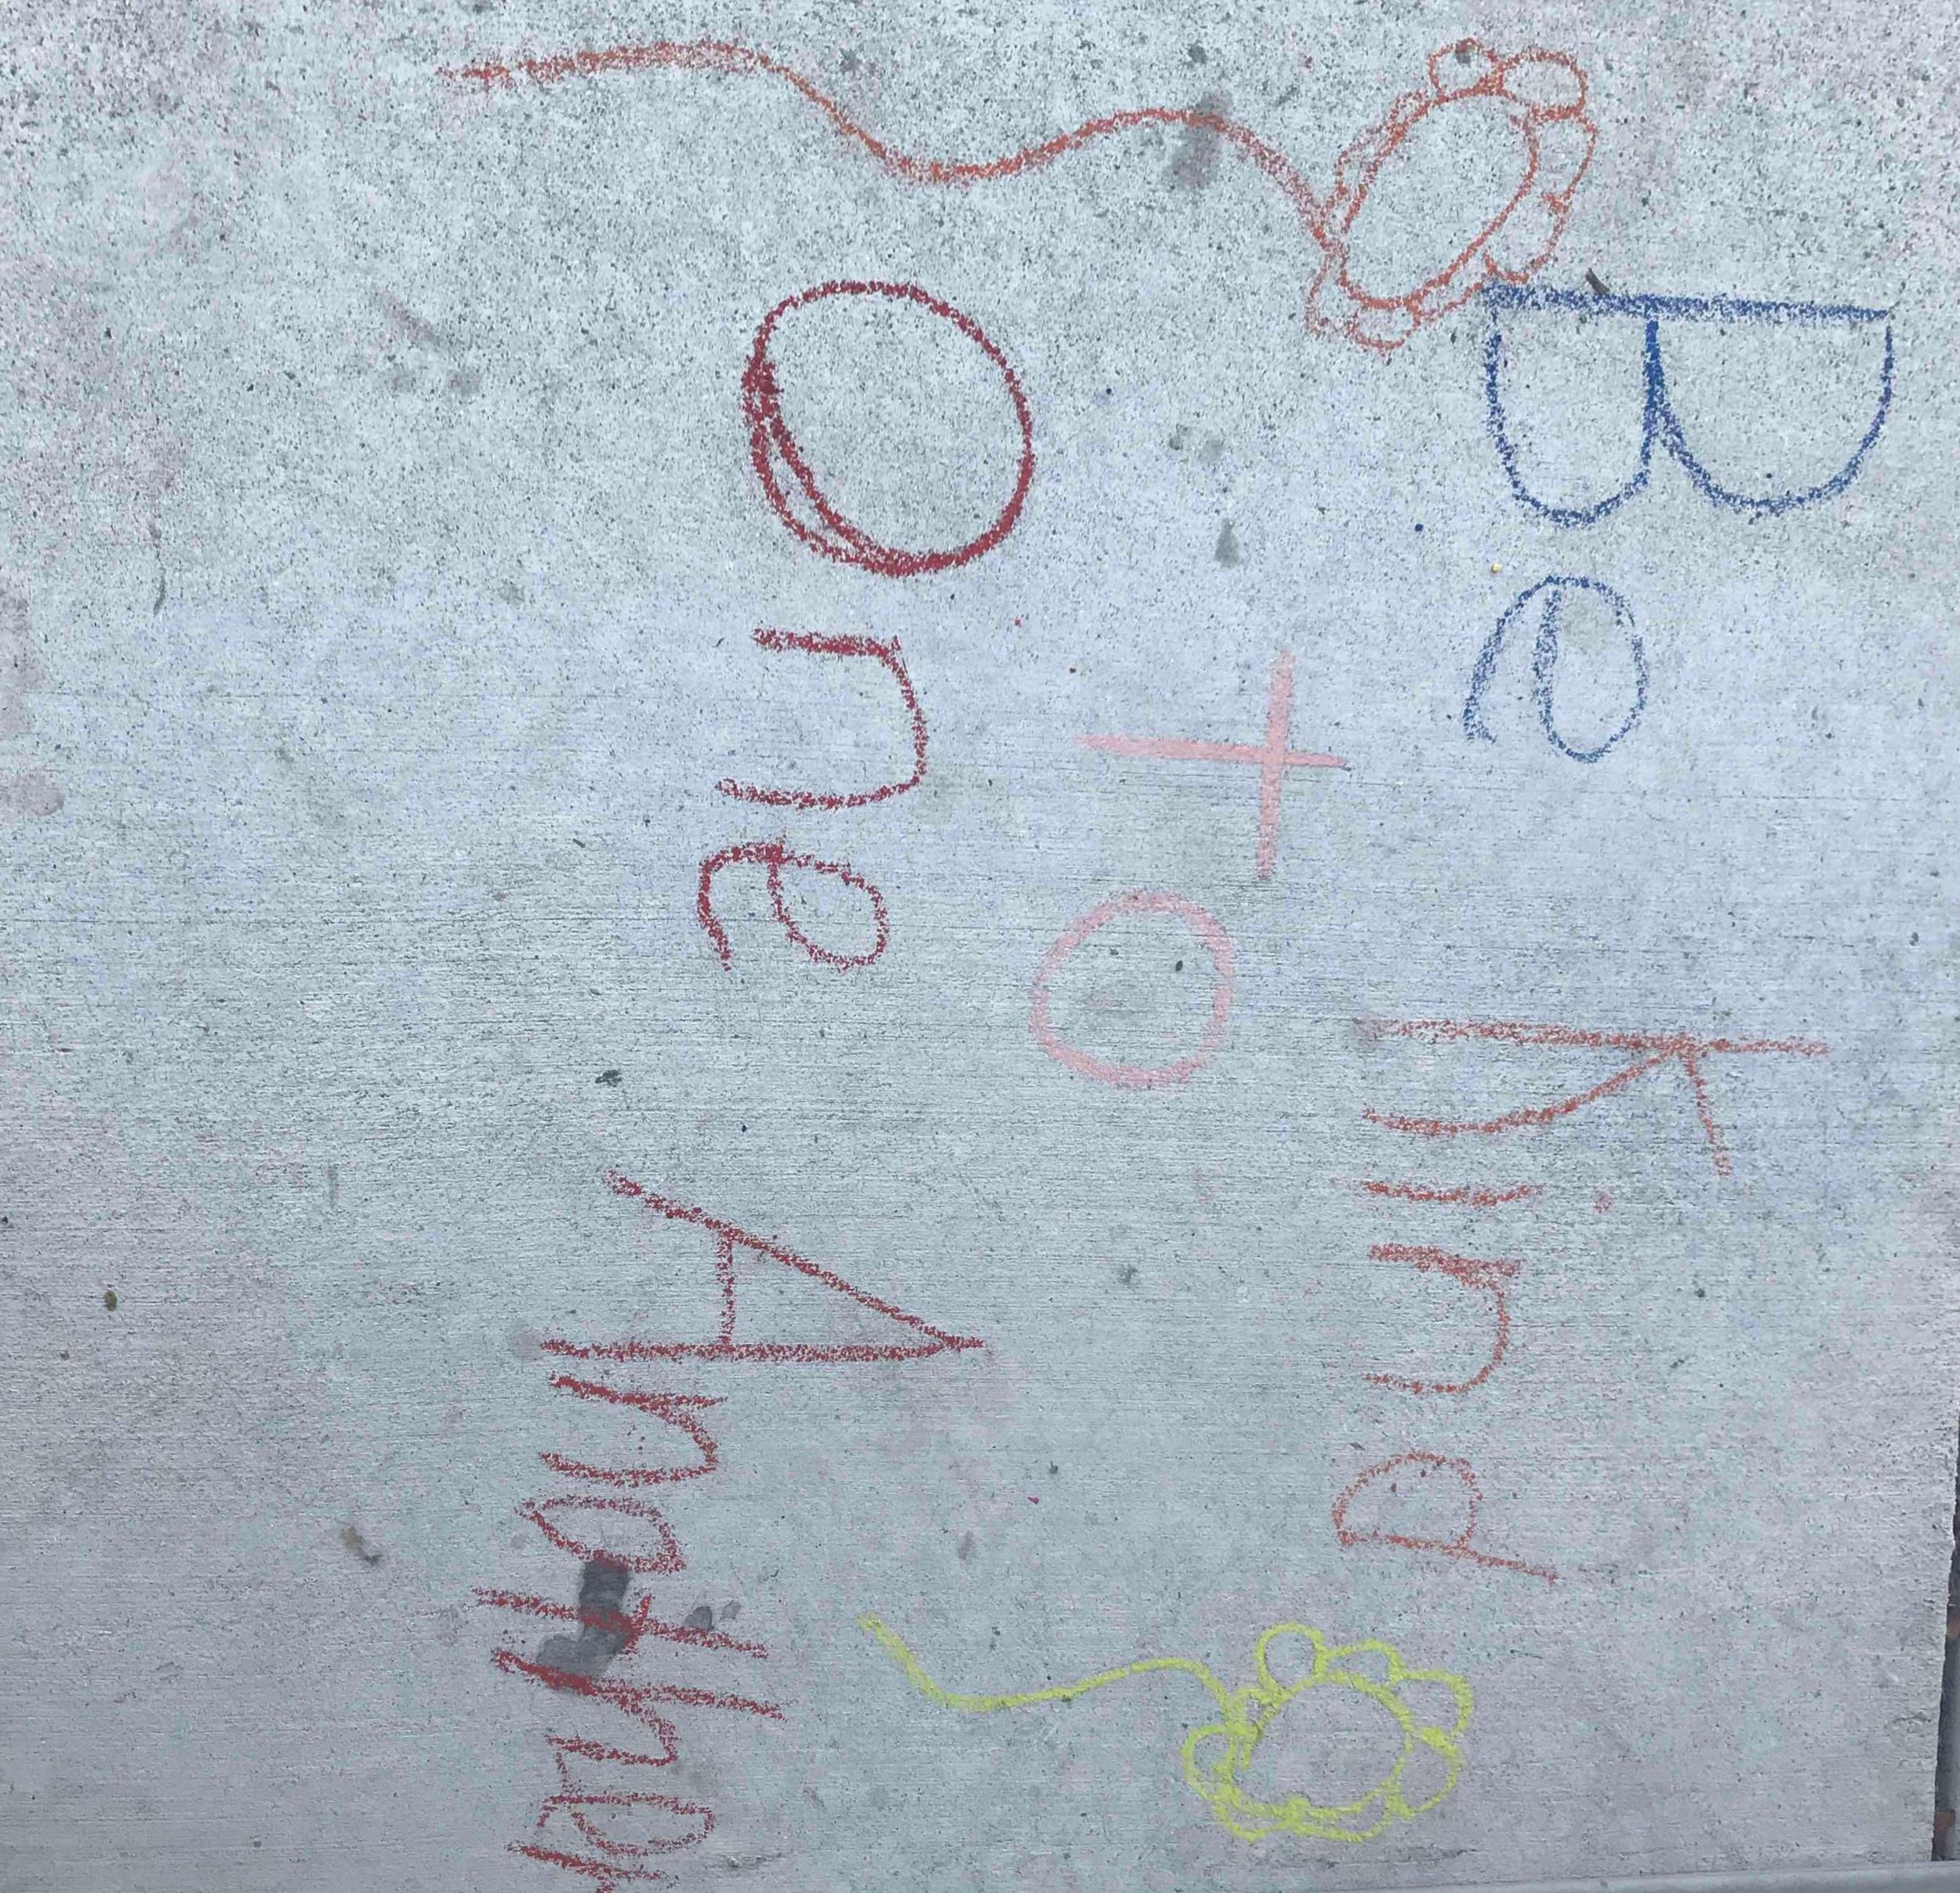 Be Kind
to
One Another